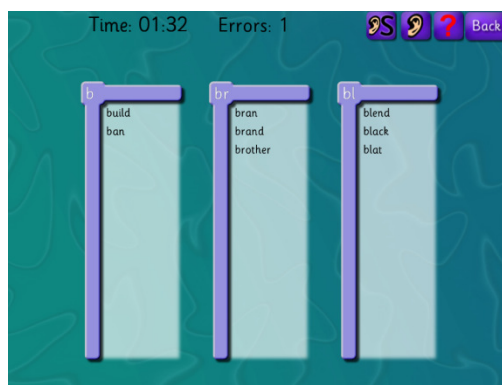 Time: 01:32 Errors: 1 S ? Back
b
build
ban
br
bran
brand
brother
bl
blend
black
blat